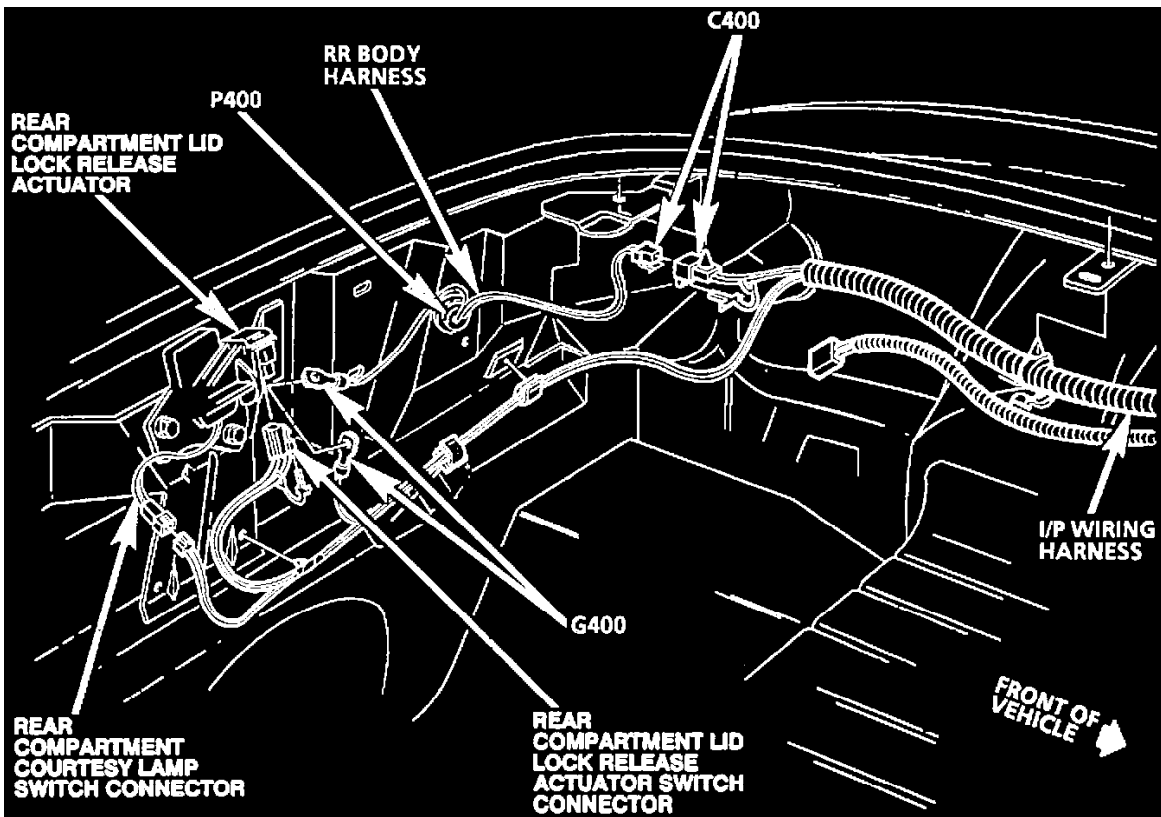 C400
RR BODY
HARNESS
P400
REAR
COMPARTMENT LID
LOCK RELEASE
ACTUATOR
I/P WIRING
HARNESS
G400
FRONT OF
VEHICLE
REAR
COMPARTMENT
COURTESY LAMP
SWITCH CONNECTOR
REAR
COMPARTMENT LID
LOCK RELEASE
ACTUATOR SWITCH
CONNECTOR